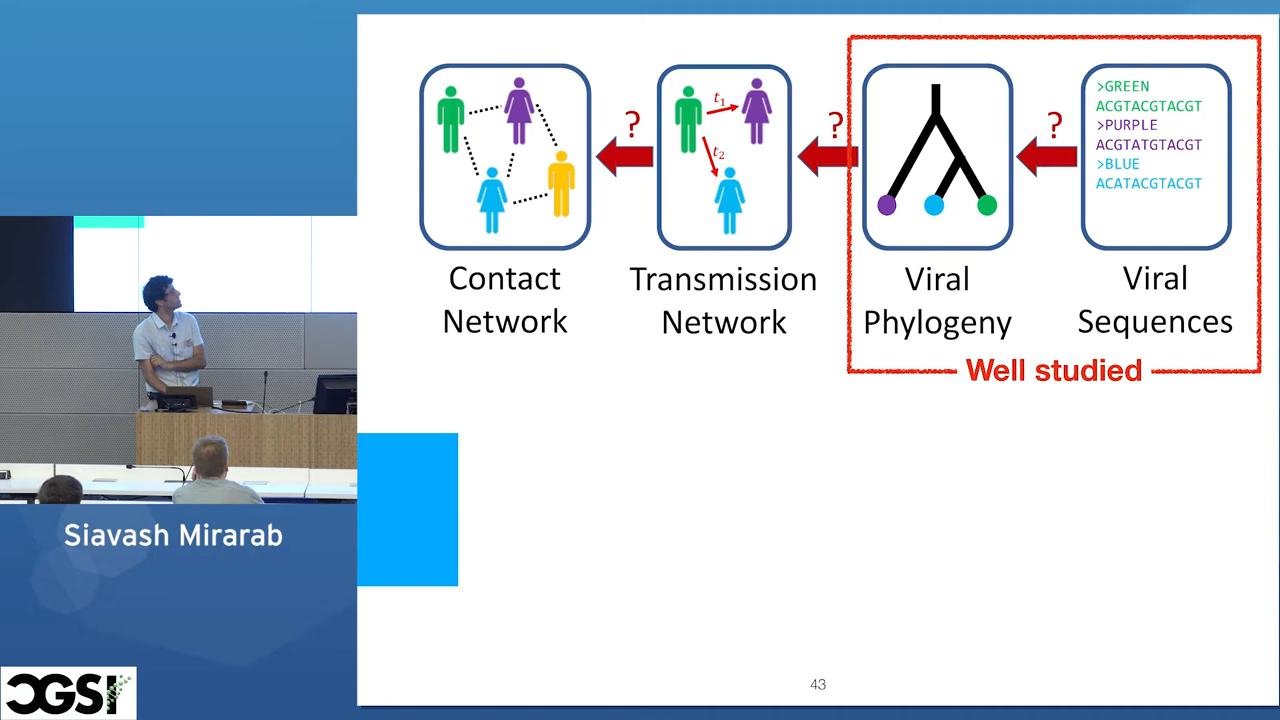 >GREEN
ACGTACGTACGT
>PURPLE
ACGTATGTACGT
>BLUE
ACATACGTACGT
t1
t2
?
?
?
Contact
Network
Transmission
Network
Viral
Phylogeny
Viral
Sequences
Well studied
Siavash Mirarab
CGSI
43